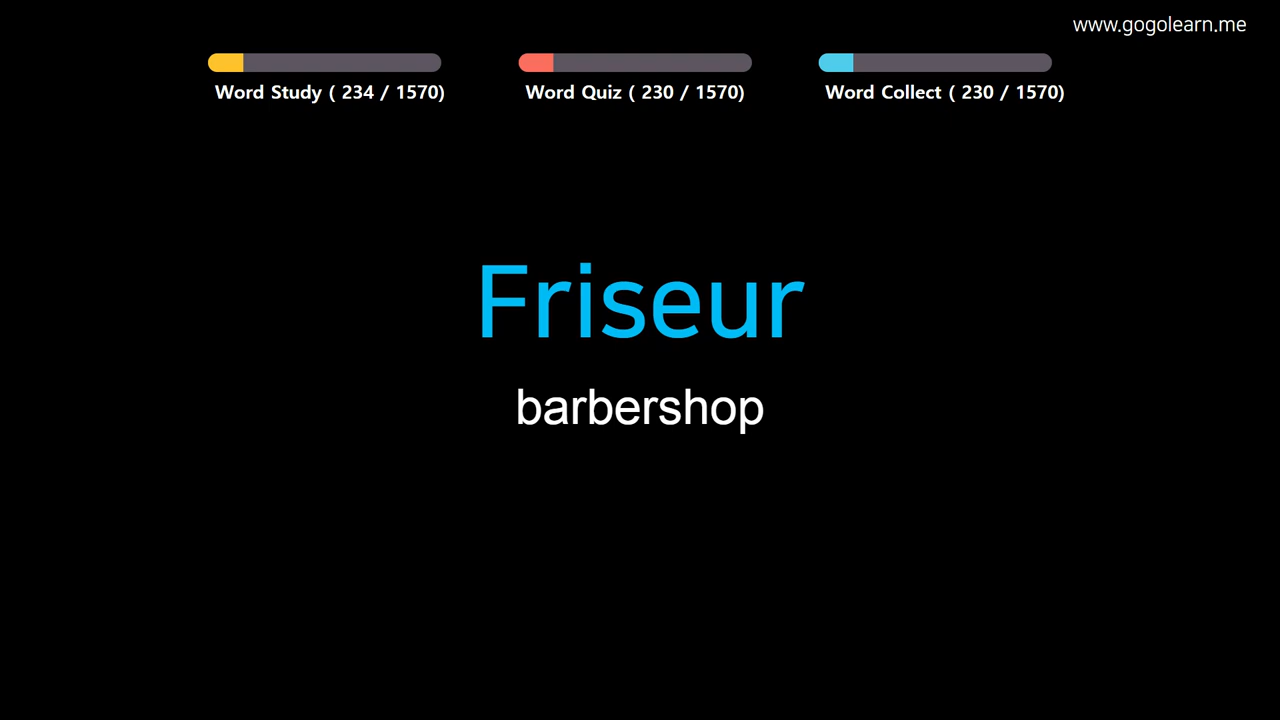 www.gogolearn.me
Word Study ( 234 / 1570)
Word Quiz ( 230 / 1570)
Word Collect ( 230 / 1570)
Friseur
barbershop